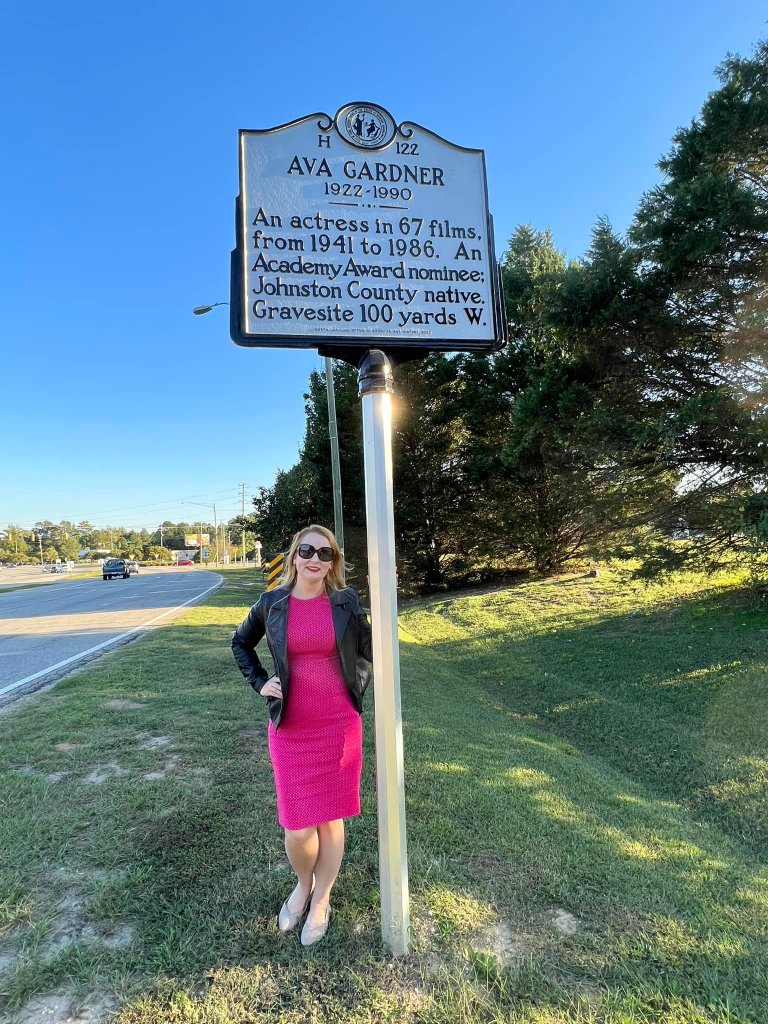 H 122
AVA GARDNER
1922-1990
An actress in 67 films,
from 1941 to 1986. An
Academy Award nominee;
Johnston County native.
Gravesite 100 yards W.